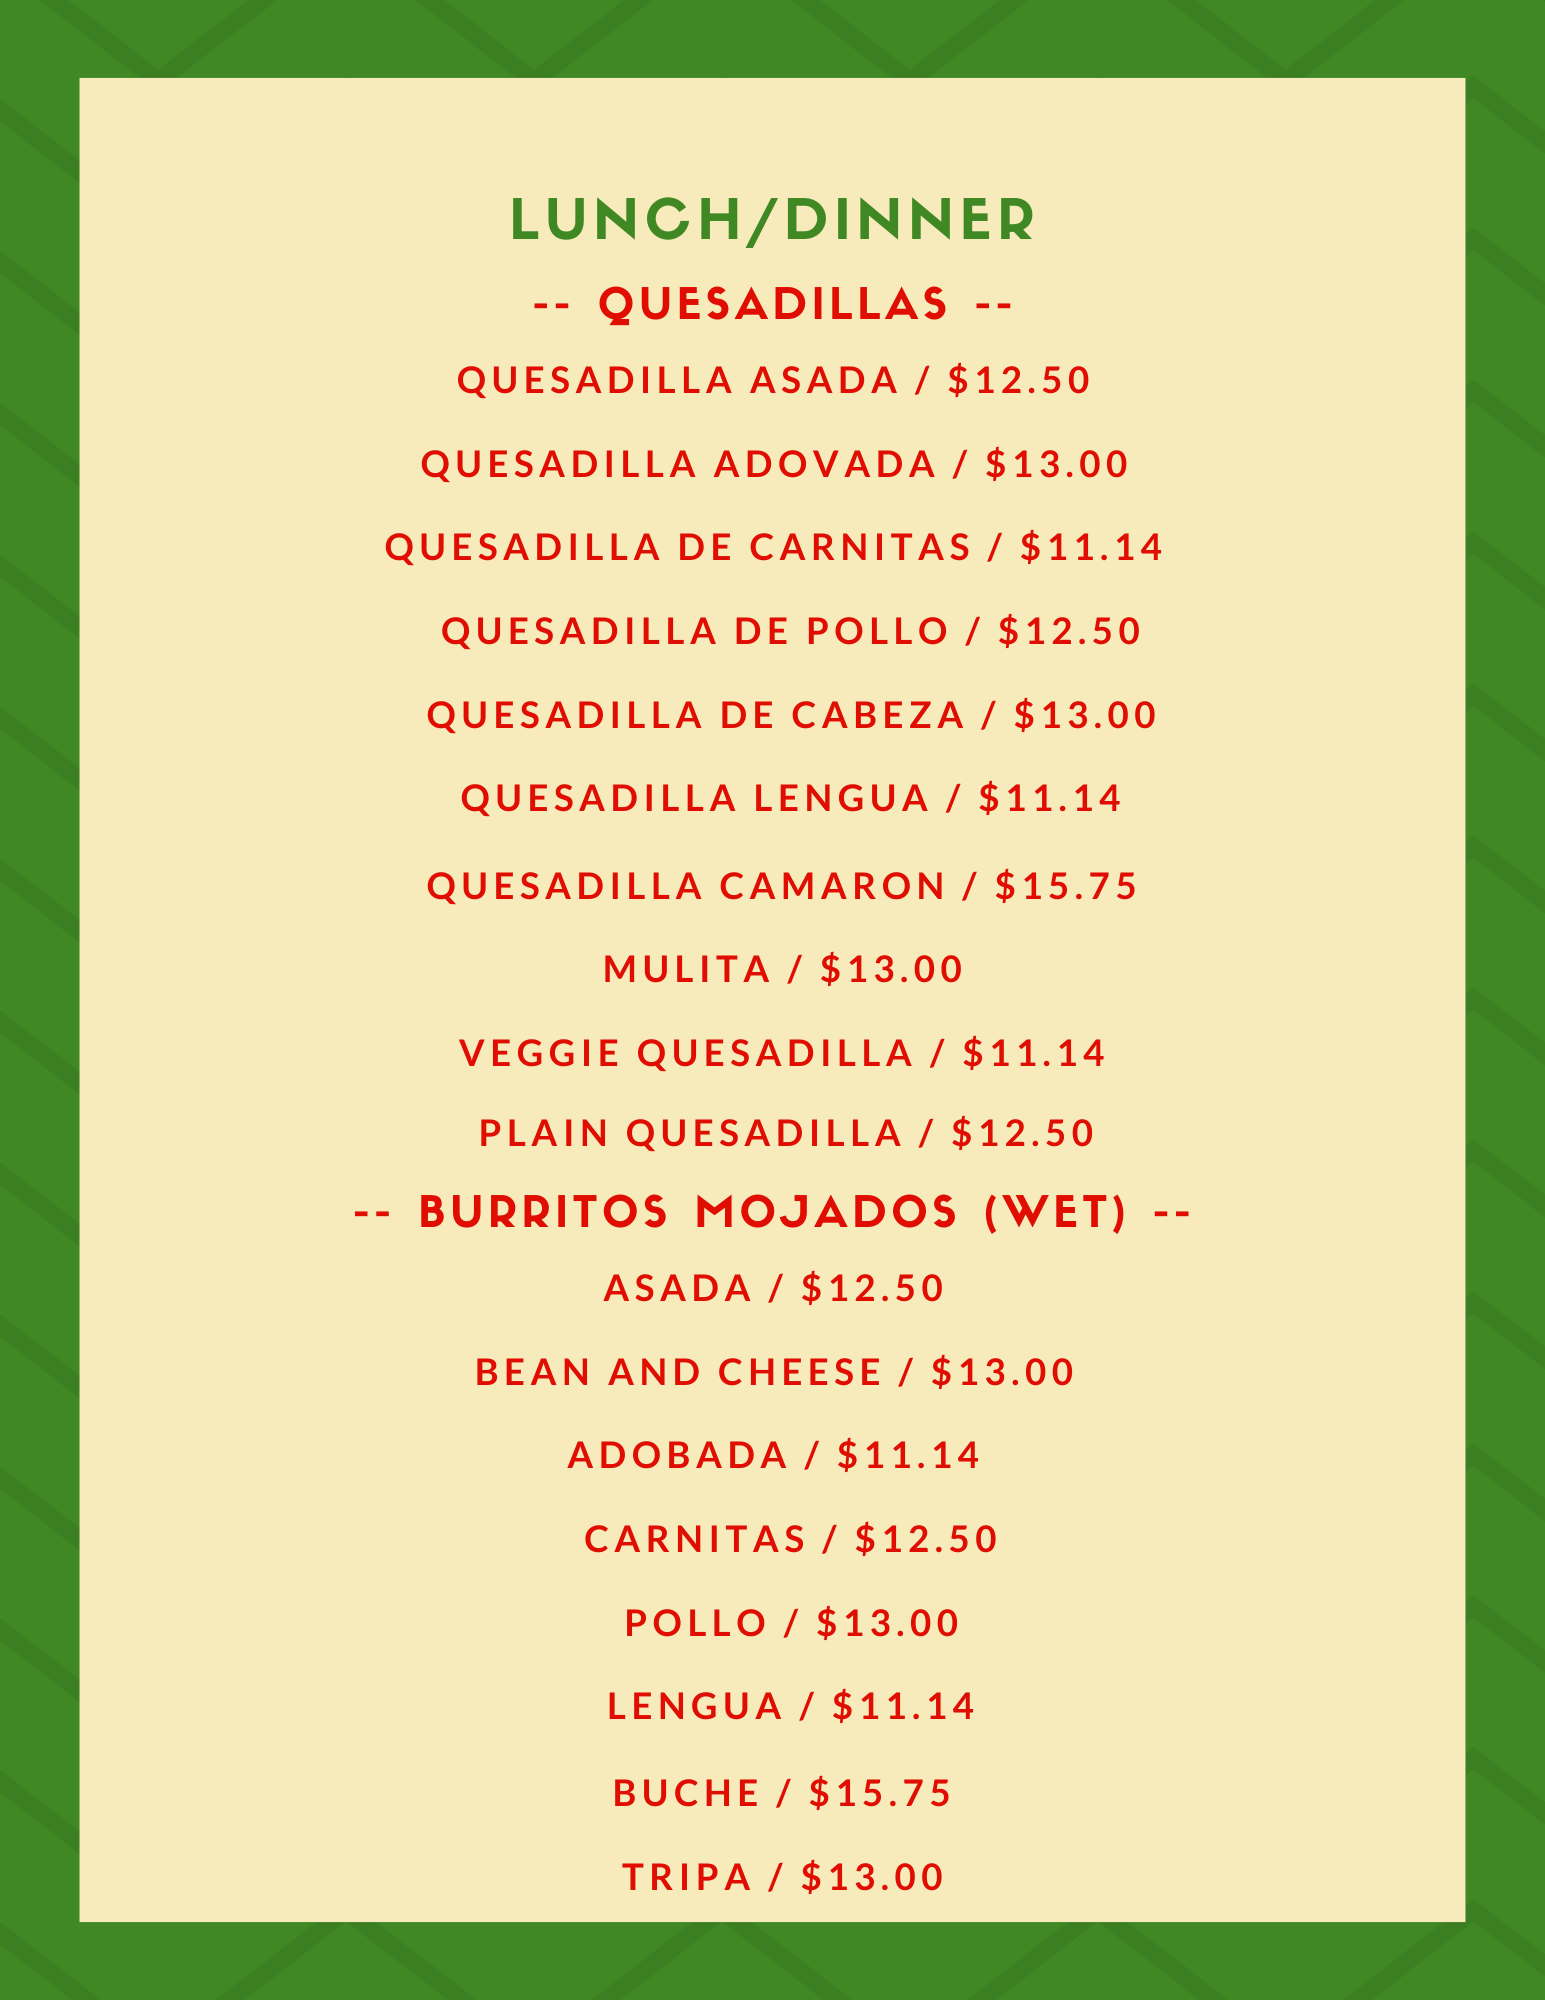 LUNCH/DINNER
-- QUESADILLAS --
QUESADILLA ASADA / $12.50
QUESADILLA ADOVADA / $13.00
QUESADILLA DE CARNITAS / $11.14
QUESADILLA DE POLLO / $12.50
QUESADILLA DE CABEZA / $13.00
QUESADILLA LENGUA / $11.14
QUESADILLA CAMARON / $15.75
MULITA / $13.00
VEGGIE QUESADILLA / $11.14
PLAIN QUESADILLA / $12.50
-- BURRITOS MOJADOS (WET) --
ASADA / $12.50
BEAN AND CHEESE / $13.00
ADOBADA / $11.14
CARNITAS / $12.50
POLLO / $13.00
LENGUA / $11.14
BUCHE / $15.75
TRIPA / $13.00